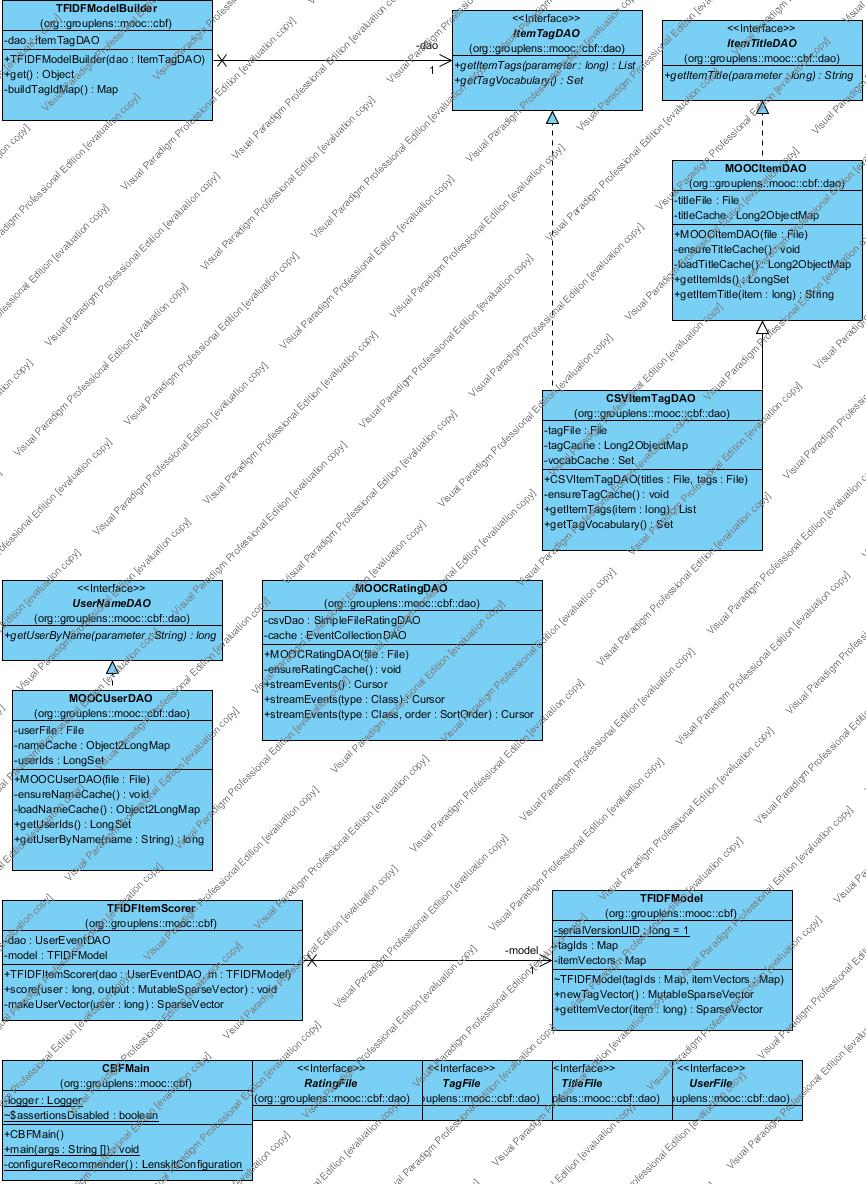 TFIDFModelBuilder
(org::grouplens::mooc::cbf)
-dao : ItemTagDAO
+TFIDFModelBuilder(dao : ItemTagDAO)
+get() : Object
-buildTagIdMap() : Map
-dao
1
<<Interface>>
ItemTagDAO
(org::grouplens::mooc::cbf::dao)
+getItemTags(parameter : long) : List
+getTagVocabulary() : Set
<<Interface>>
ItemTitleDAO
(org::grouplens::mooc::cbf::dao)
+getItemTitle(parameter : long) : String
MOOCItemDAO
(org::grouplens::mooc::cbf::dao)
-titleFile : File
-titleCache : Long2ObjectMap
+MOOCItemDAO(file : File)
-ensureTitleCache() : void
-loadTitleCache() : Long2ObjectMap
+getItemIds() : LongSet
+getItemTitle(item : long) : String
CSVItemTagDAO
(org::grouplens::mooc::cbf::dao)
-tagFile : File
-tagCache : Long2ObjectMap
-vocabCache : Set
+CSVItemTagDAO(titles : File, tags : File)
-ensureTagCache() : void
+getItemTags(item : long) : List
+getTagVocabulary() : Set
<<Interface>>
UserNameDAO
(org::grouplens::mooc::cbf::dao)
+getUserByName(parameter : String) : long
MOOCUserDAO
(org::grouplens::mooc::cbf::dao)
-userFile : File
-nameCache : Object2LongMap
-userIds : LongSet
+MOOCUserDAO(file : File)
-ensureNameCache() : void
-loadNameCache() : Object2LongMap
+getUserIds() : LongSet
+getUserByName(name : String) : long
MOOCRatingDAO
(org::grouplens::mooc::cbf::dao)
-csvDao : SimpleFileRatingDAO
-cache : EventCollectionDAO
+MOOCRatingDAO(file : File)
-ensureRatingCache() : void
+streamEvents() : Cursor
+streamEvents(type : Class) : Cursor
+streamEvents(type : Class, order : SortOrder) : Cursor
TFIDFItemScorer
(org::grouplens::mooc::cbf)
-dao : UserEventDAO
-model : TFIDFModel
+TFIDFItemScorer(dao : UserEventDAO, m : TFIDFModel)
+score(user : long, output : MutableSparseVector) : void
-makeUserVector(user : long) : SparseVector
-model
1
TFIDFModel
(org::grouplens::mooc::cbf)
-serialVersionUID : long = 1
-tagIds : Map
-itemVectors : Map
~TFIDFModel(tagIds : Map, itemVectors : Map)
+newTagVector() : MutableSparseVector
+getItemVector(item : long) : SparseVector
CBFMain
(org::grouplens::mooc::cbf)
-logger : Logger
~$assertionsDisabled : boolean
+CBFMain()
+main(args : String []) : void
-configureRecommender() : LenskitConfiguration
<<Interface>>
RatingFile
(org::grouplens::mooc::cbf::dao)
<<Interface>>
TagFile
ouplens::mooc::cbf::dao)
<Interface>>
TitleFile
plens::mooc::cbf::dao)
<<Interface>>
UserFile
ouplens::mooc::cbf::dao)
Visual Paradigm Professional Edition [evaluation copy]